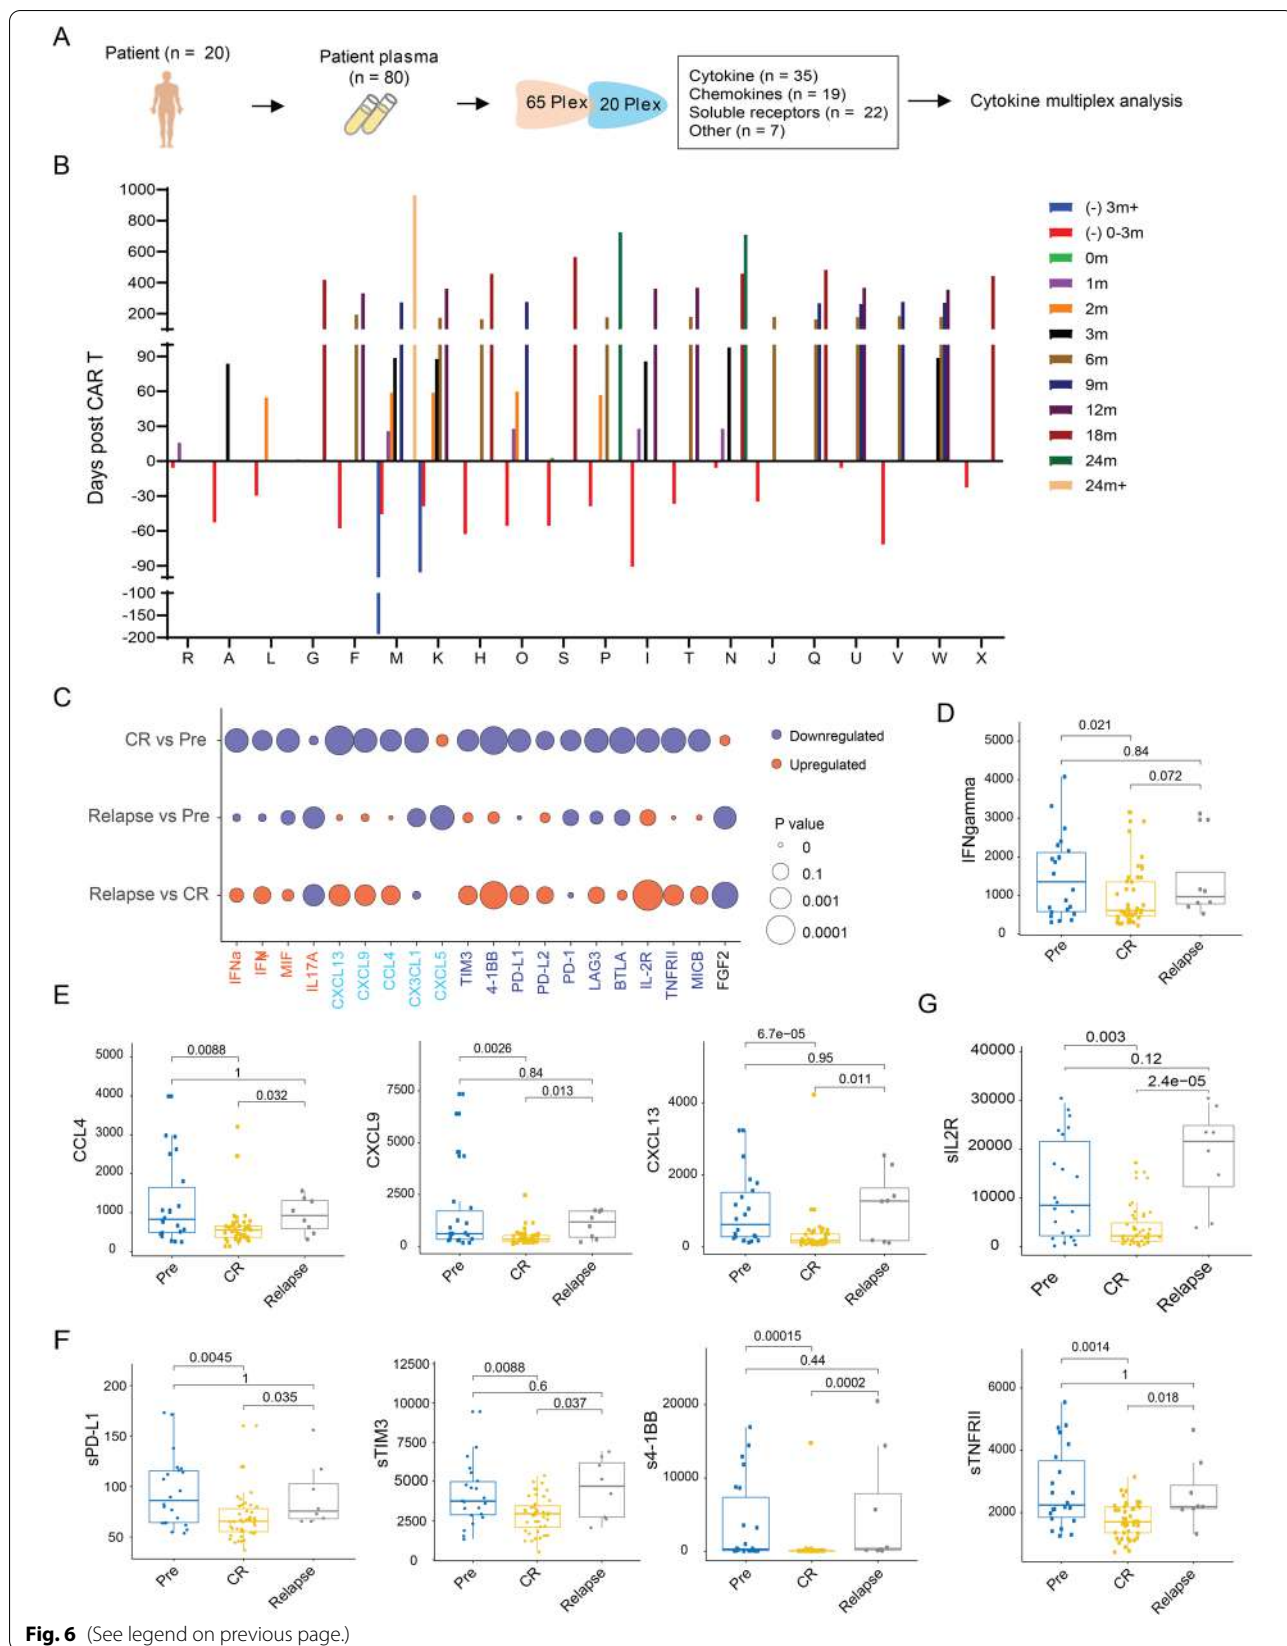 A
Patient (n = 20)
Patient plasma
(n = 80)
65 Plex
20 Plex
Cytokine (n = 35)
Chemokines (n = 19)
Soluble receptors (n = 22)
Other (n = 7)
Cytokine multiplex analysis
B
Days post CAR T
1000
800
600
400
200
90
60
30
0
-30
-60
-90
-100
-200
R A L G F M K H O S P I T N J Q U V W X
(-) 3m+
(-) 0-3m
0m
1m
2m
3m
6m
9m
12m
18m
24m
24m+
C
CR vs Pre
Relapse vs Pre
Relapse vs CR
IFNa
MIF
IL17A
CXCL13
CXCL9
CCL4
CX3CL1
CXCL5
TIM3
4-1BB
PD-L1
PD-L2
PD-1
LAG3
BTLA
IL-2R
TNFRII
MICB
FGF2
Downregulated
Upregulated
P value
0
0.1
0.001
0.0001
D
IFNgamma
5000
4000
3000
2000
1000
0
0.021
0.84
0.072
Pre
CR
Relapse
E
CCL4
5000
4000
3000
2000
1000
0
0.0088
1
0.032
Pre
CR
Relapse
CXCL9
7500
5000
2500
0
0.0026
0.84
0.013
Pre
CR
Relapse
CXCL13
4000
2000
0
6.7e-05
0.95
0.011
Pre
CR
Relapse
G
sIL2R
40000
30000
20000
10000
0
0.003
0.12
2.4e-05
Pre
CR
Relapse
F
sPD-L1
200
150
100
50
0.0045
1
0.035
Pre
CR
Relapse
sTIM3
12500
10000
7500
5000
2500
0
0.0088
0.6
0.037
Pre
CR
Relapse
s4-1BB
20000
10000
0
0.00015
0.44
0.0002
Pre
CR
Relapse
sTNFRII
6000
4000
2000
0.0014
1
0.018
Pre
CR
Relapse
Fig. 6 (See legend on previous page.)